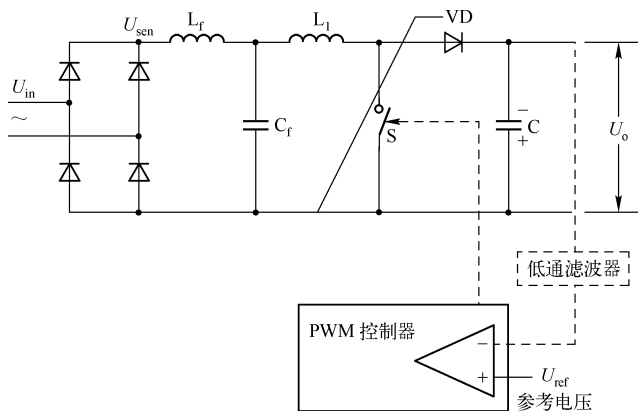 VD
U_sen
L_f
L_1
U_in
~
C_f
S
−
C
+
U_o
低通滤波器
PWM 控制器
−
+
U_ref
参考电压